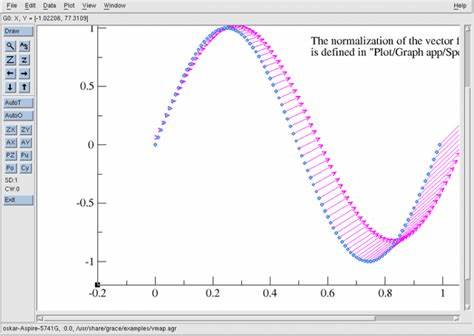 File Edit Data Plot View Window Help
G0: X, Y = [-1.02206, 77.3109]
Draw
The normalization of the vector f
is defined in "Plot/Graph app/Spe
1
0.5
0
-0.5
-1
-0.2 0 0.2 0.4 0.6 0.8 1
AutoT
AutoO
ZX ZY
AX AY
PZ Pu
PO Cy
SD:1
CW:0
Exit
oskar-Aspire-5741G, :0.0, /usr/share/grace/examples/vmap.agr